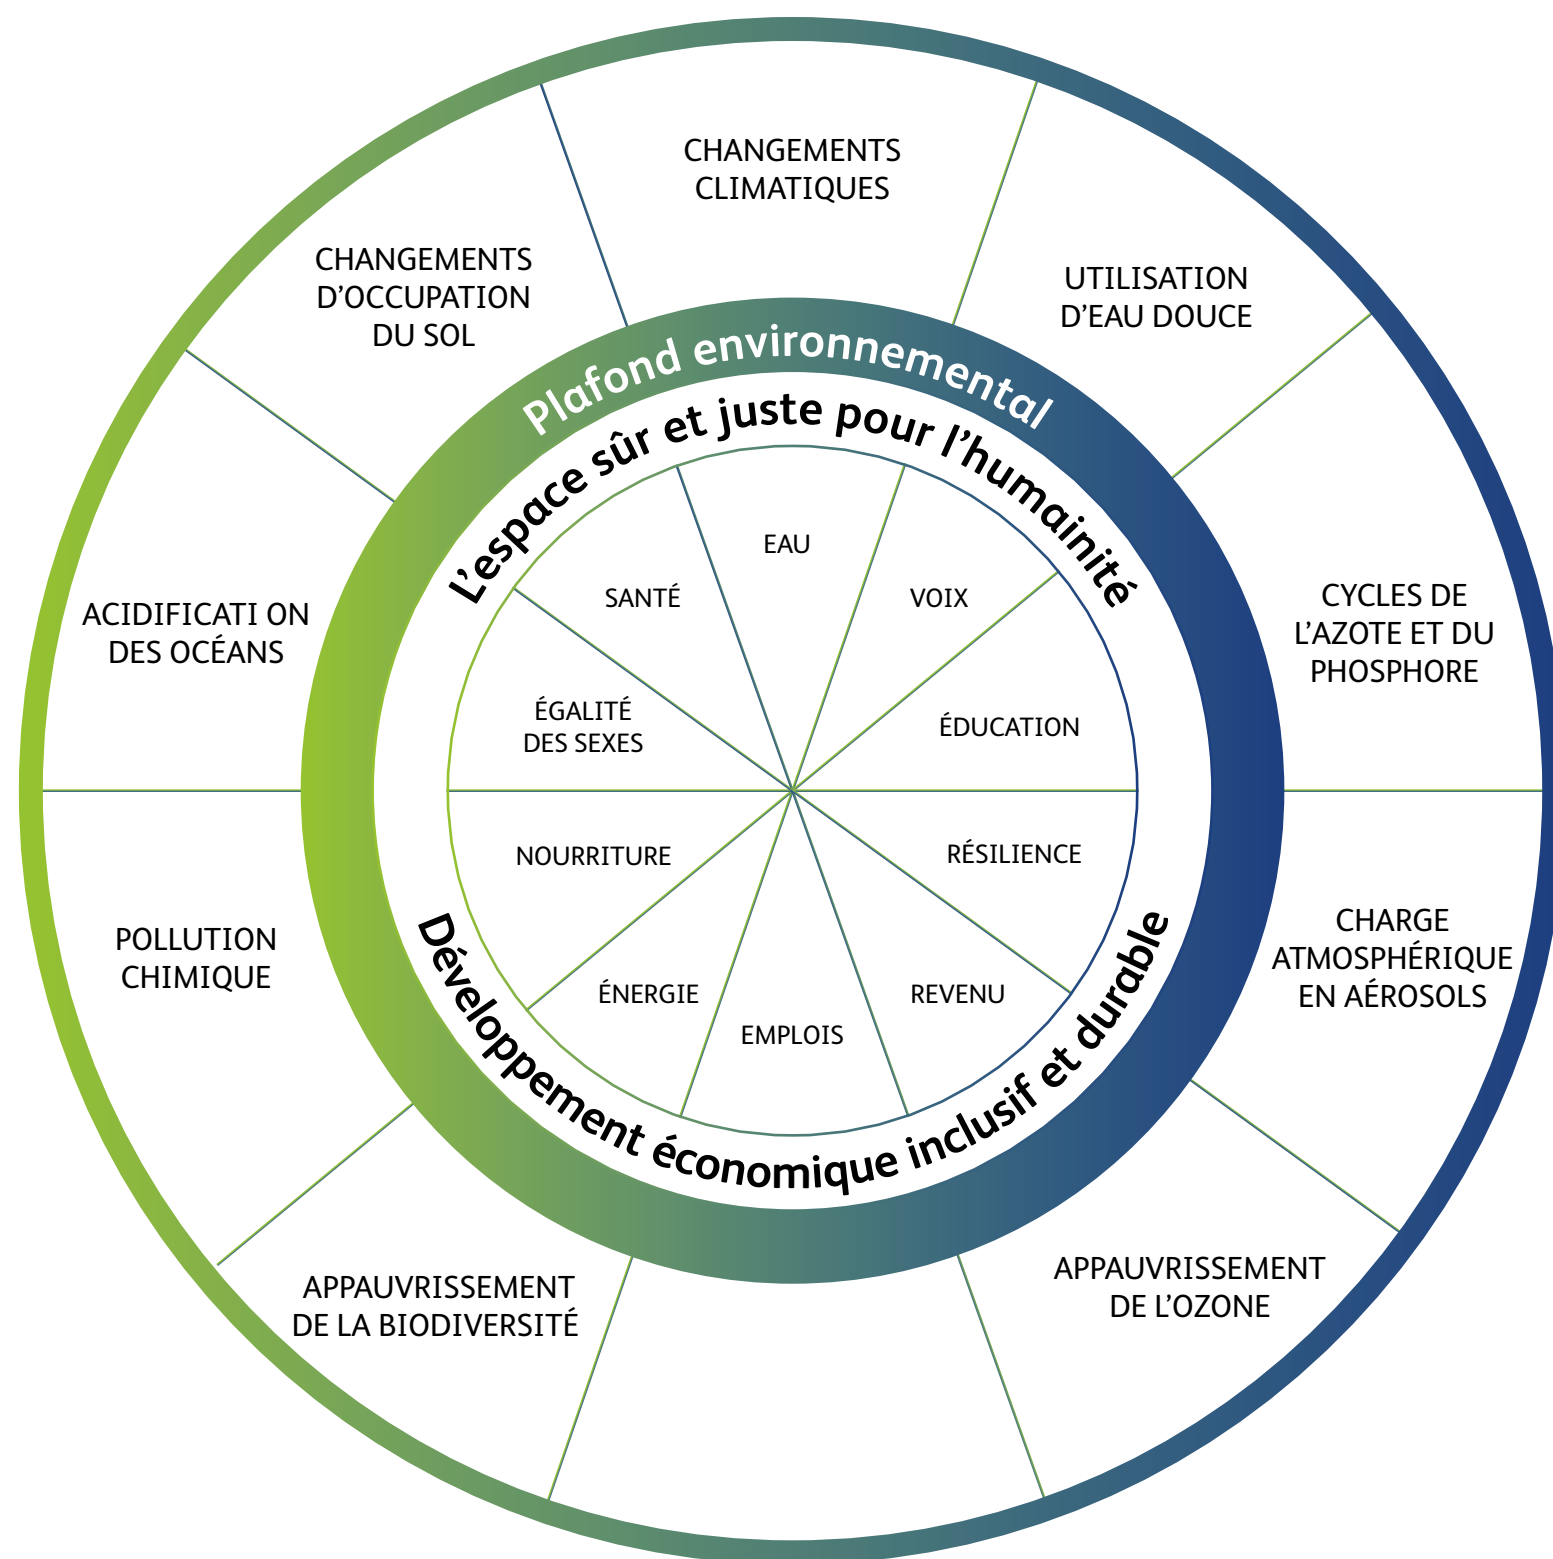 CHANGEMENTS
CLIMATIQUES
UTILISATION
D'EAU DOUCE
CYCLES DE
L'AZOTE ET DU
PHOSPHORE
CHARGE
ATMOSPHÉRIQUE
EN AÉROSOLS
APPAUVRISSEMENT
DE L'OZONE
APPAUVRISSEMENT
DE LA BIODIVERSITÉ
POLLUTION
CHIMIQUE
ACIDIFICATI ON
DES OCÉANS
CHANGEMENTS
D'OCCUPATION
DU SOL
Plafond environnemental
L'espace sûr et juste pour l'humainité
EAU
VOIX
ÉDUCATION
RÉSILIENCE
REVENU
EMPLOIS
ÉNERGIE
NOURRITURE
ÉGALITÉ
DES SEXES
SANTÉ
Développement économique inclusif et durable